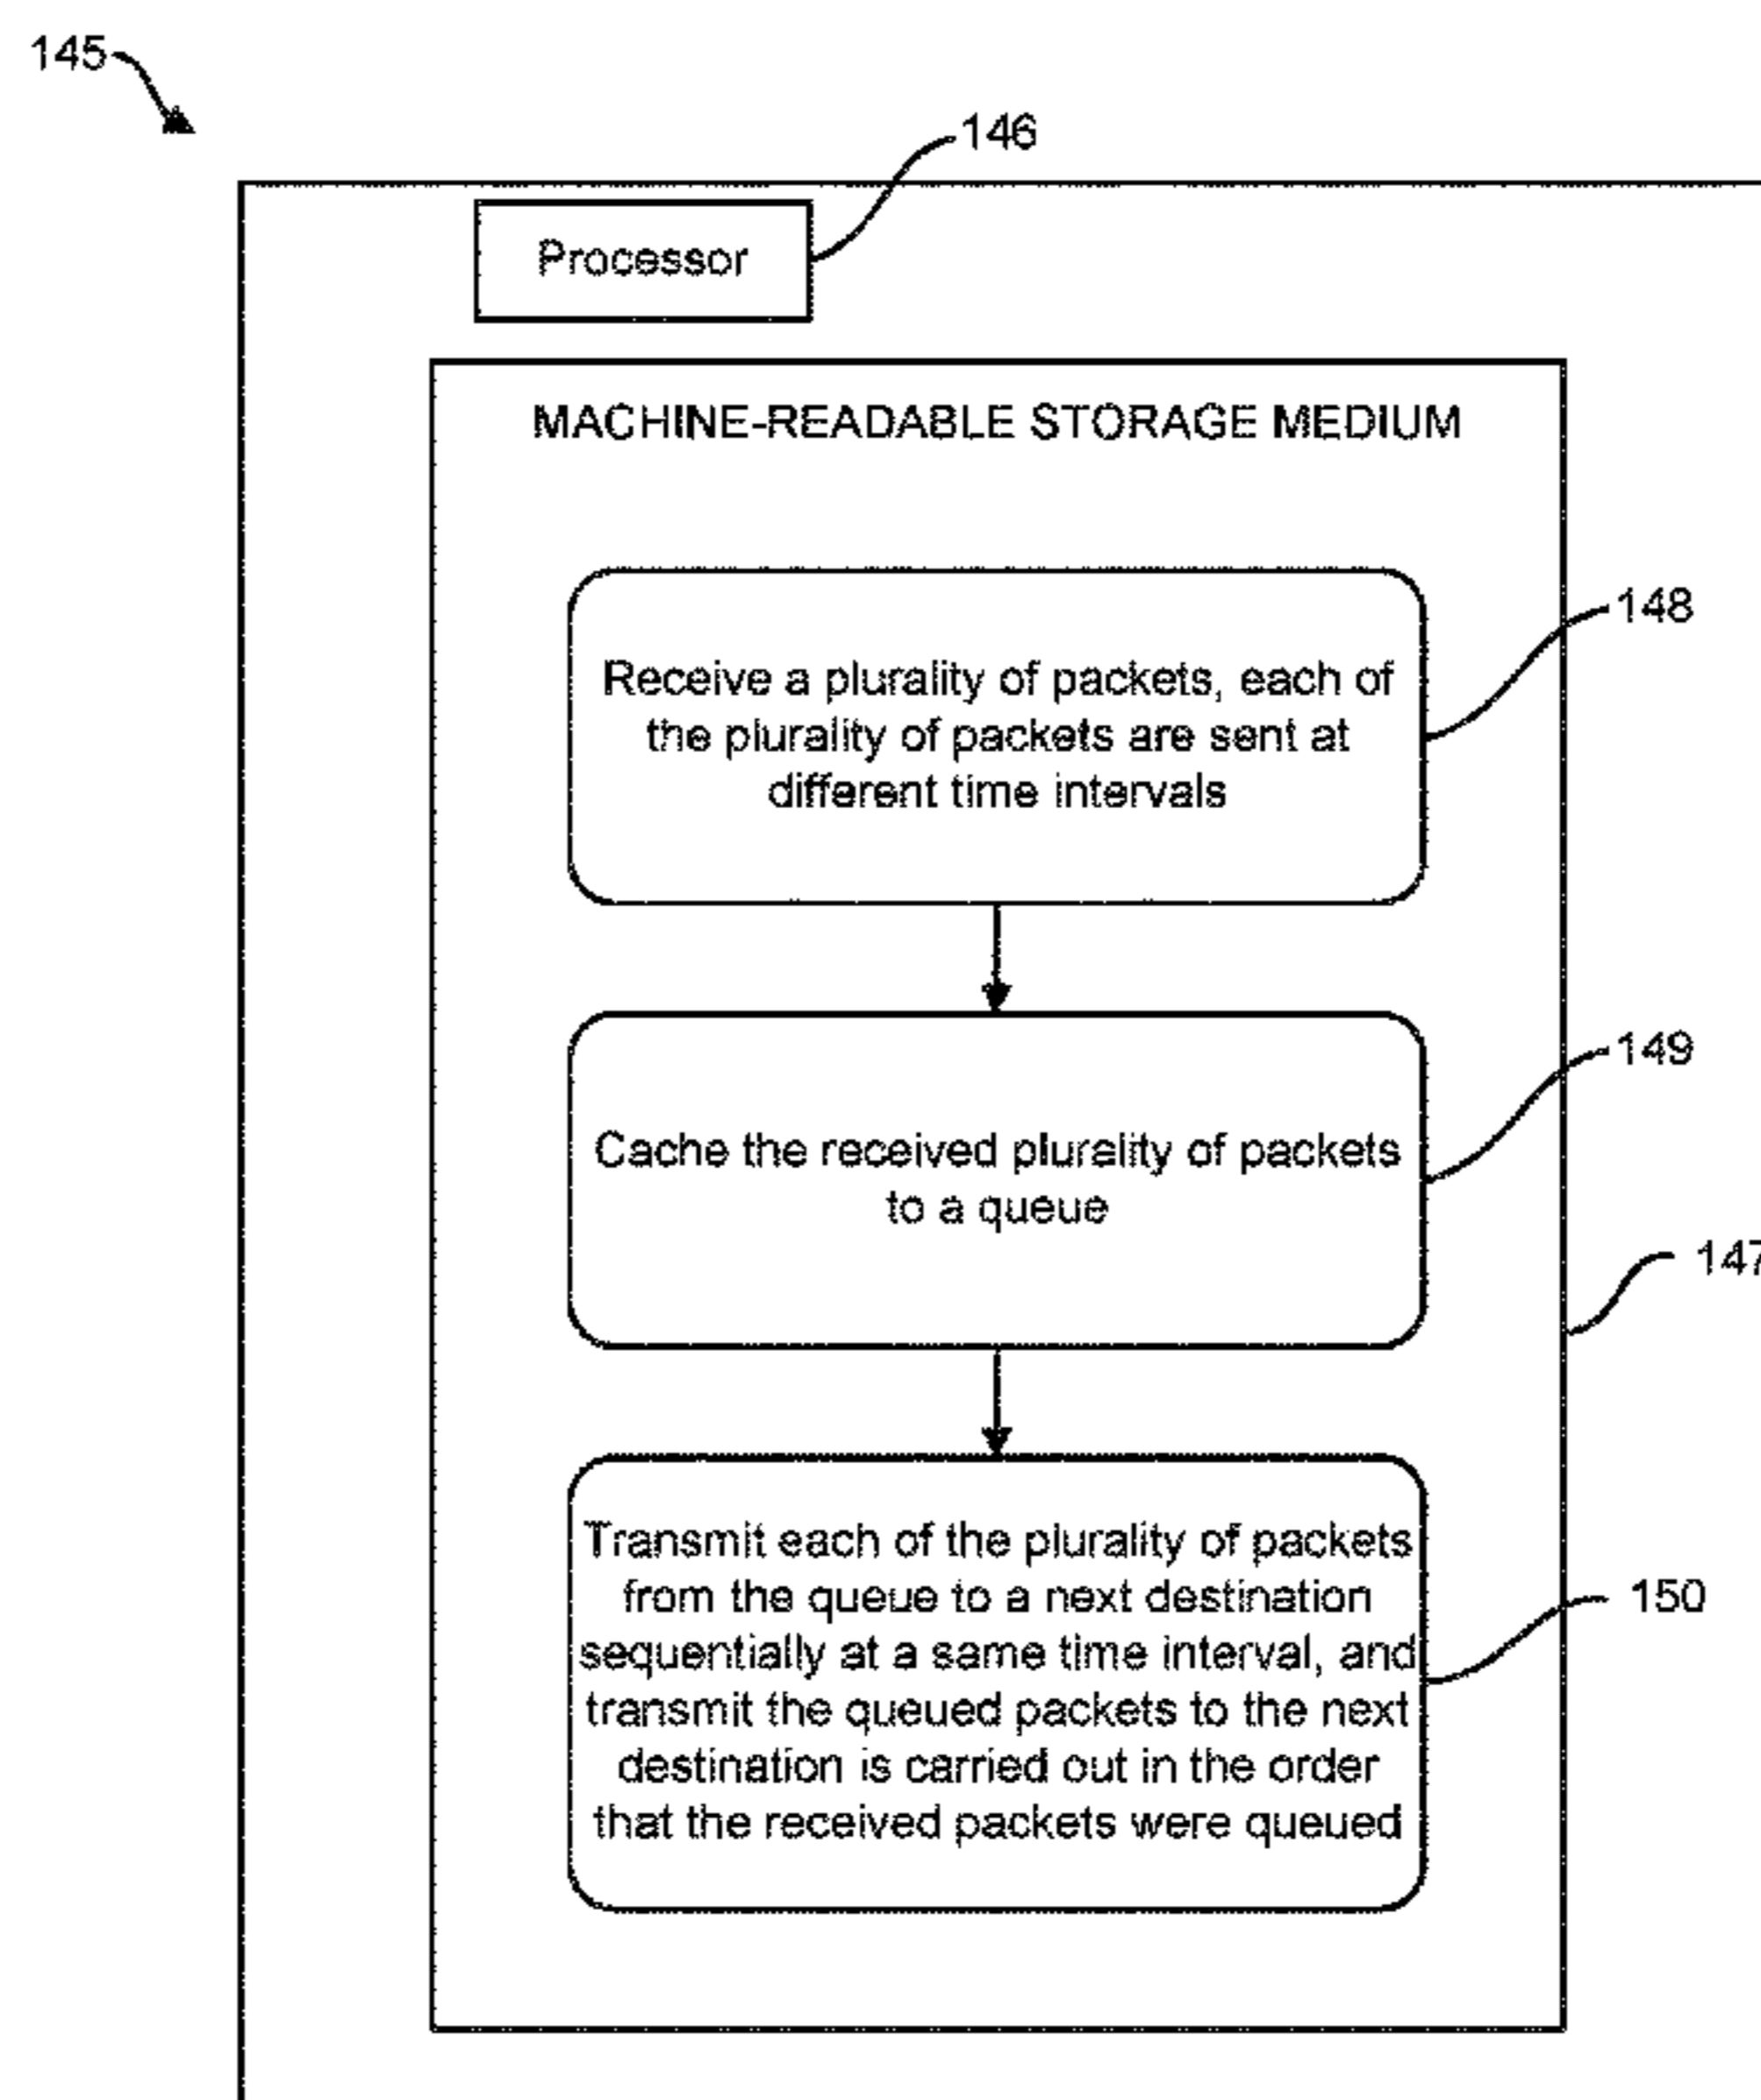 145
146
Processor
MACHINE-READABLE STORAGE MEDIUM
148
Receive a plurality of packets, each of
the plurality of packets are sent at
different time intervals
149
Cache the received plurality of packets
to a queue
147
Transmit each of the plurality of packets
from the queue to a next destination
sequentially at a same time interval, and
transmit the queued packets to the next
destination is carried out in the order
that the received packets were queued
150